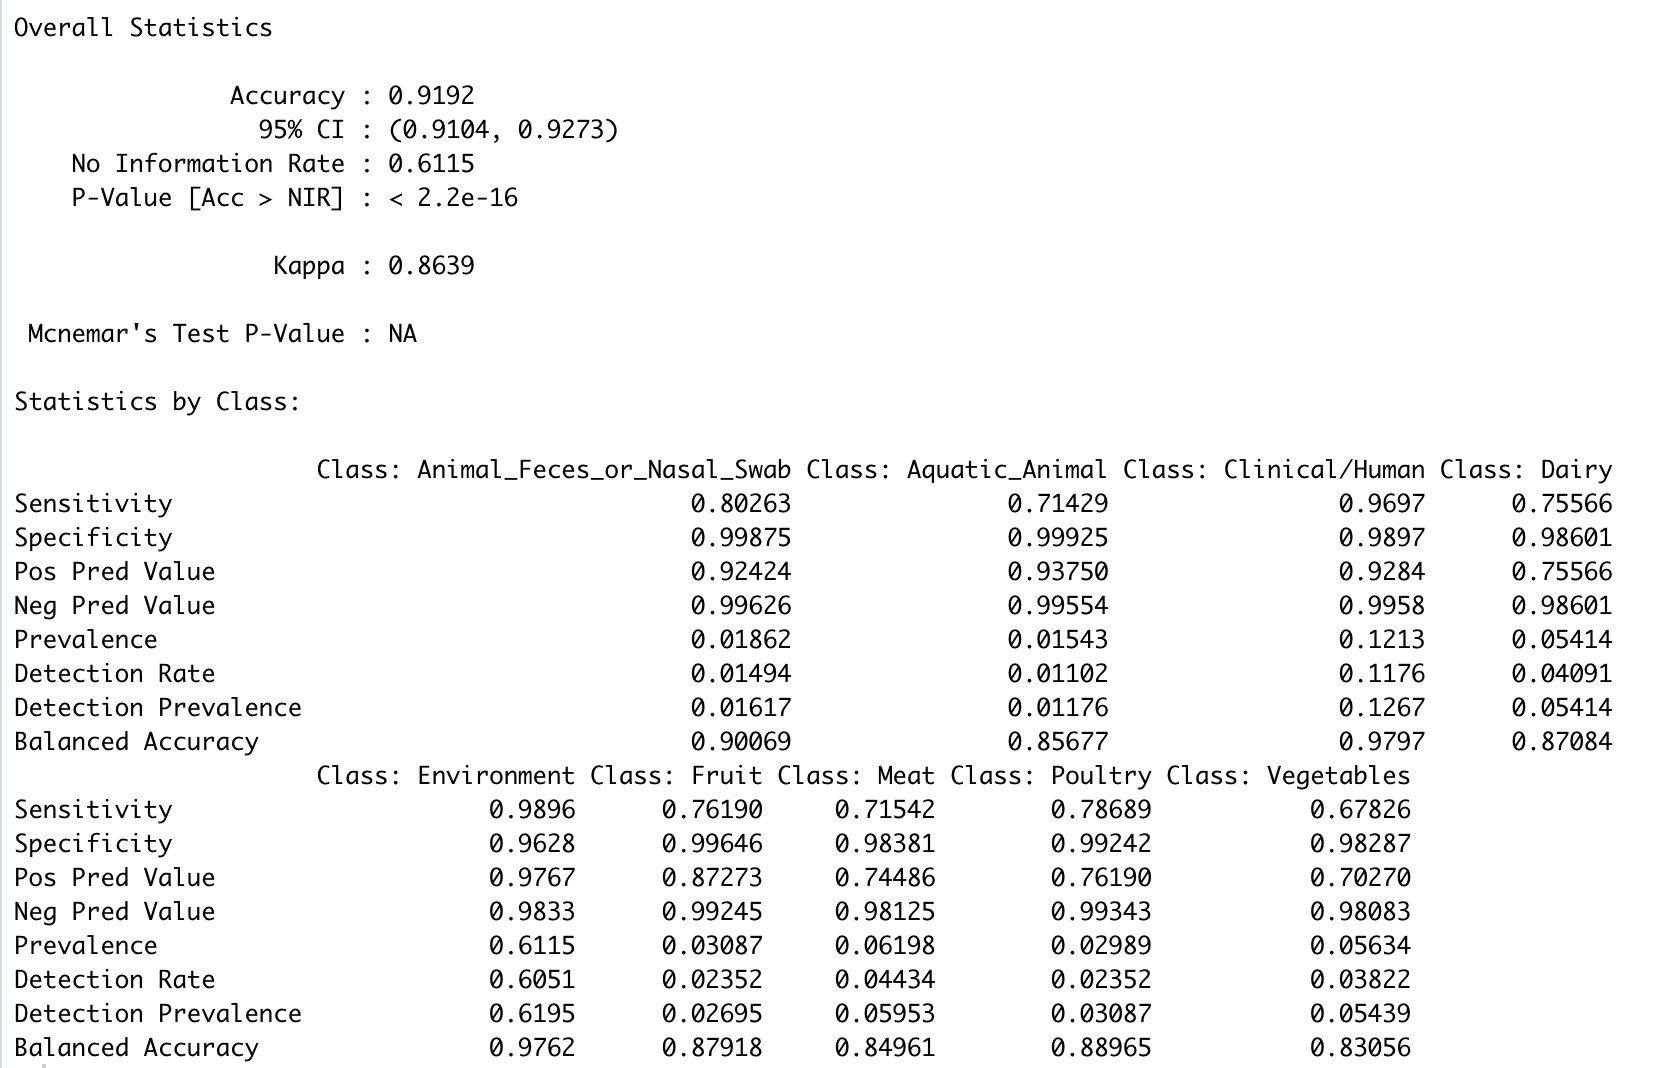 Overall Statistics
Accuracy : 0.9192
95% CI : (0.9104, 0.9273)
No Information Rate : 0.6115
P-Value [Acc > NIR] : < 2.2e-16
Kappa : 0.8639
Mcnemar's Test P-Value : NA
Statistics by Class:
Class: Animal_Feces_or_Nasal_Swab Class: Aquatic_Animal Class: Clinical/Human Class: Dairy
Sensitivity 0.80263 0.71429 0.9697 0.75566
Specificity 0.99875 0.99925 0.9897 0.98601
Pos Pred Value 0.92424 0.93750 0.9284 0.75566
Neg Pred Value 0.99626 0.99554 0.9958 0.98601
Prevalence 0.01862 0.01543 0.1213 0.05414
Detection Rate 0.01494 0.01102 0.1176 0.04091
Detection Prevalence 0.01617 0.01176 0.1267 0.05414
Balanced Accuracy 0.90069 0.85677 0.9797 0.87084
Class: Environment Class: Fruit Class: Meat Class: Poultry Class: Vegetables
Sensitivity 0.9896 0.76190 0.71542 0.78689 0.67826
Specificity 0.9628 0.99646 0.98381 0.99242 0.98287
Pos Pred Value 0.9767 0.87273 0.74486 0.76190 0.70270
Neg Pred Value 0.9833 0.99245 0.98125 0.99343 0.98083
Prevalence 0.6115 0.03087 0.06198 0.02989 0.05634
Detection Rate 0.6051 0.02352 0.04434 0.02352 0.03822
Detection Prevalence 0.6195 0.02695 0.05953 0.03087 0.05439
Balanced Accuracy 0.9762 0.87918 0.84961 0.88965 0.83056